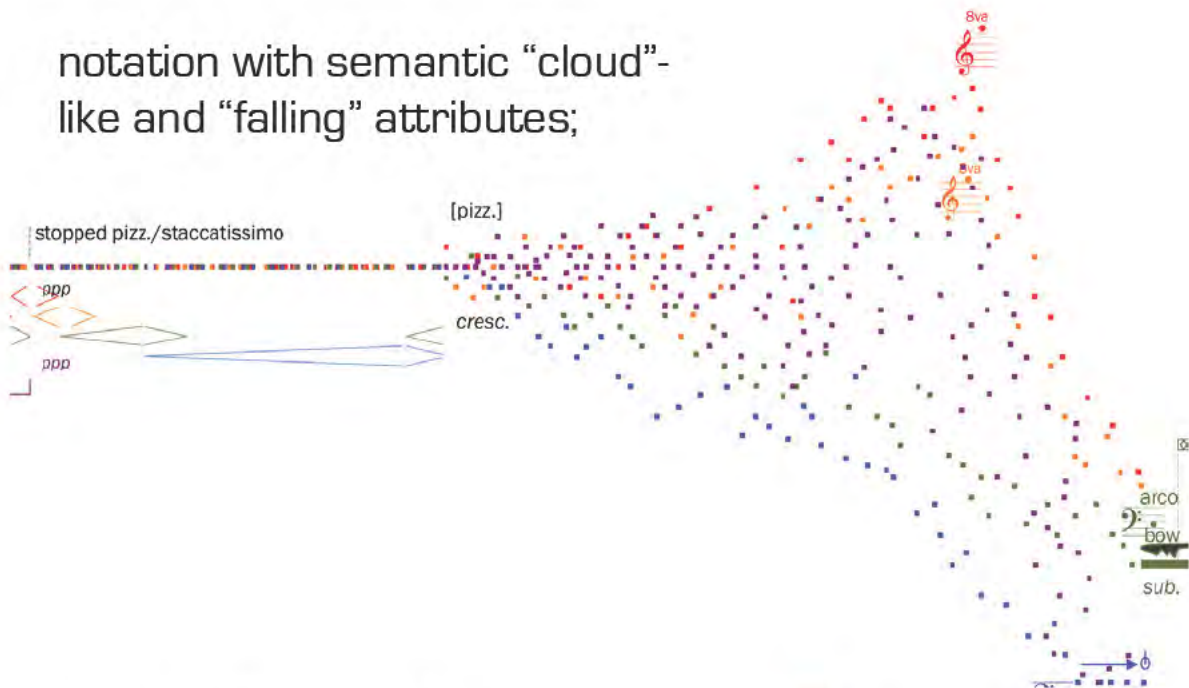 8va
notation with semantic “cloud”-
like and “falling” attributes;
8va
[pizz.]
stopped pizz./staccatissimo
ppp
cresc.
ppp
arco
bow
sub.